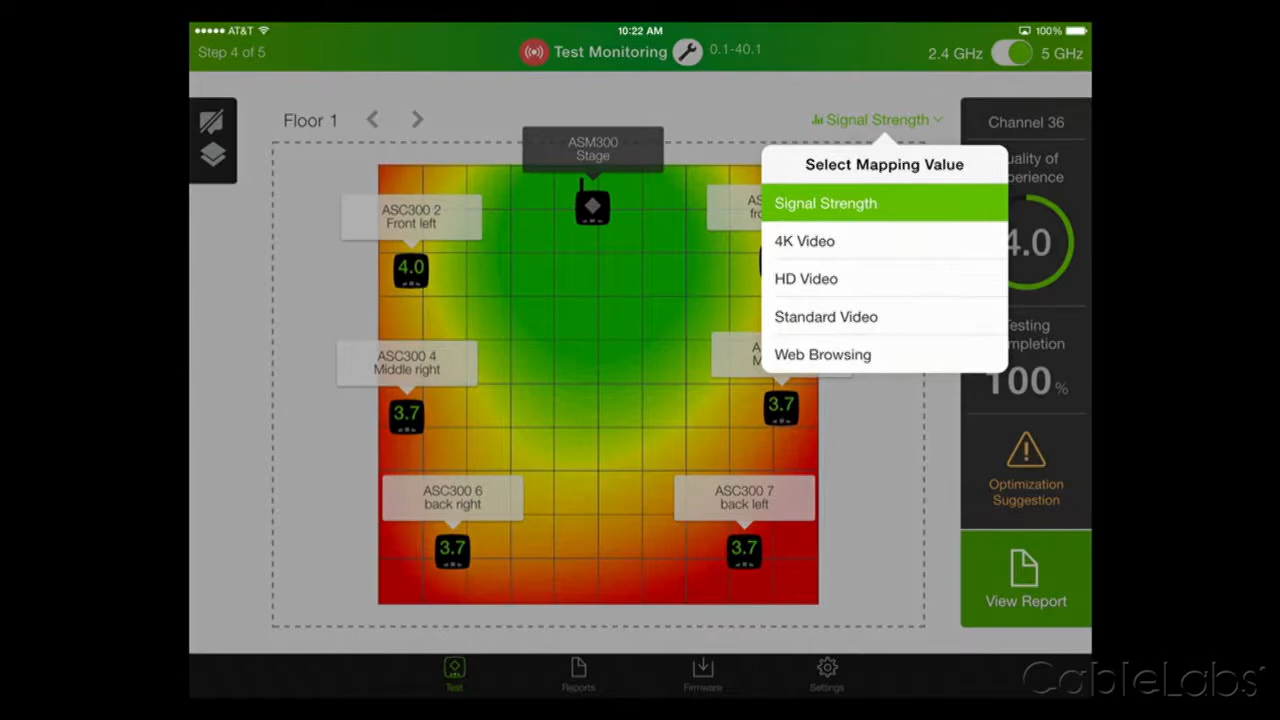 AT&T
10:22 AM
100%
Step 4 of 5
Test Monitoring
0.1-40.1
2.4 GHz
5 GHz
Floor 1
Signal Strength
Channel 36
ASM300
Stage
Select Mapping Value
Signal Strength
4K Video
HD Video
Standard Video
Web Browsing
ASC300 2
Front left
4.0
4.0
ASC300 4
Middle right
3.7
3.7
100 %
Optimization
Suggestion
ASC300 6
back right
ASC300 7
back left
3.7
3.7
View Report
Test
Reports
Firmware
Settings
CableLabs